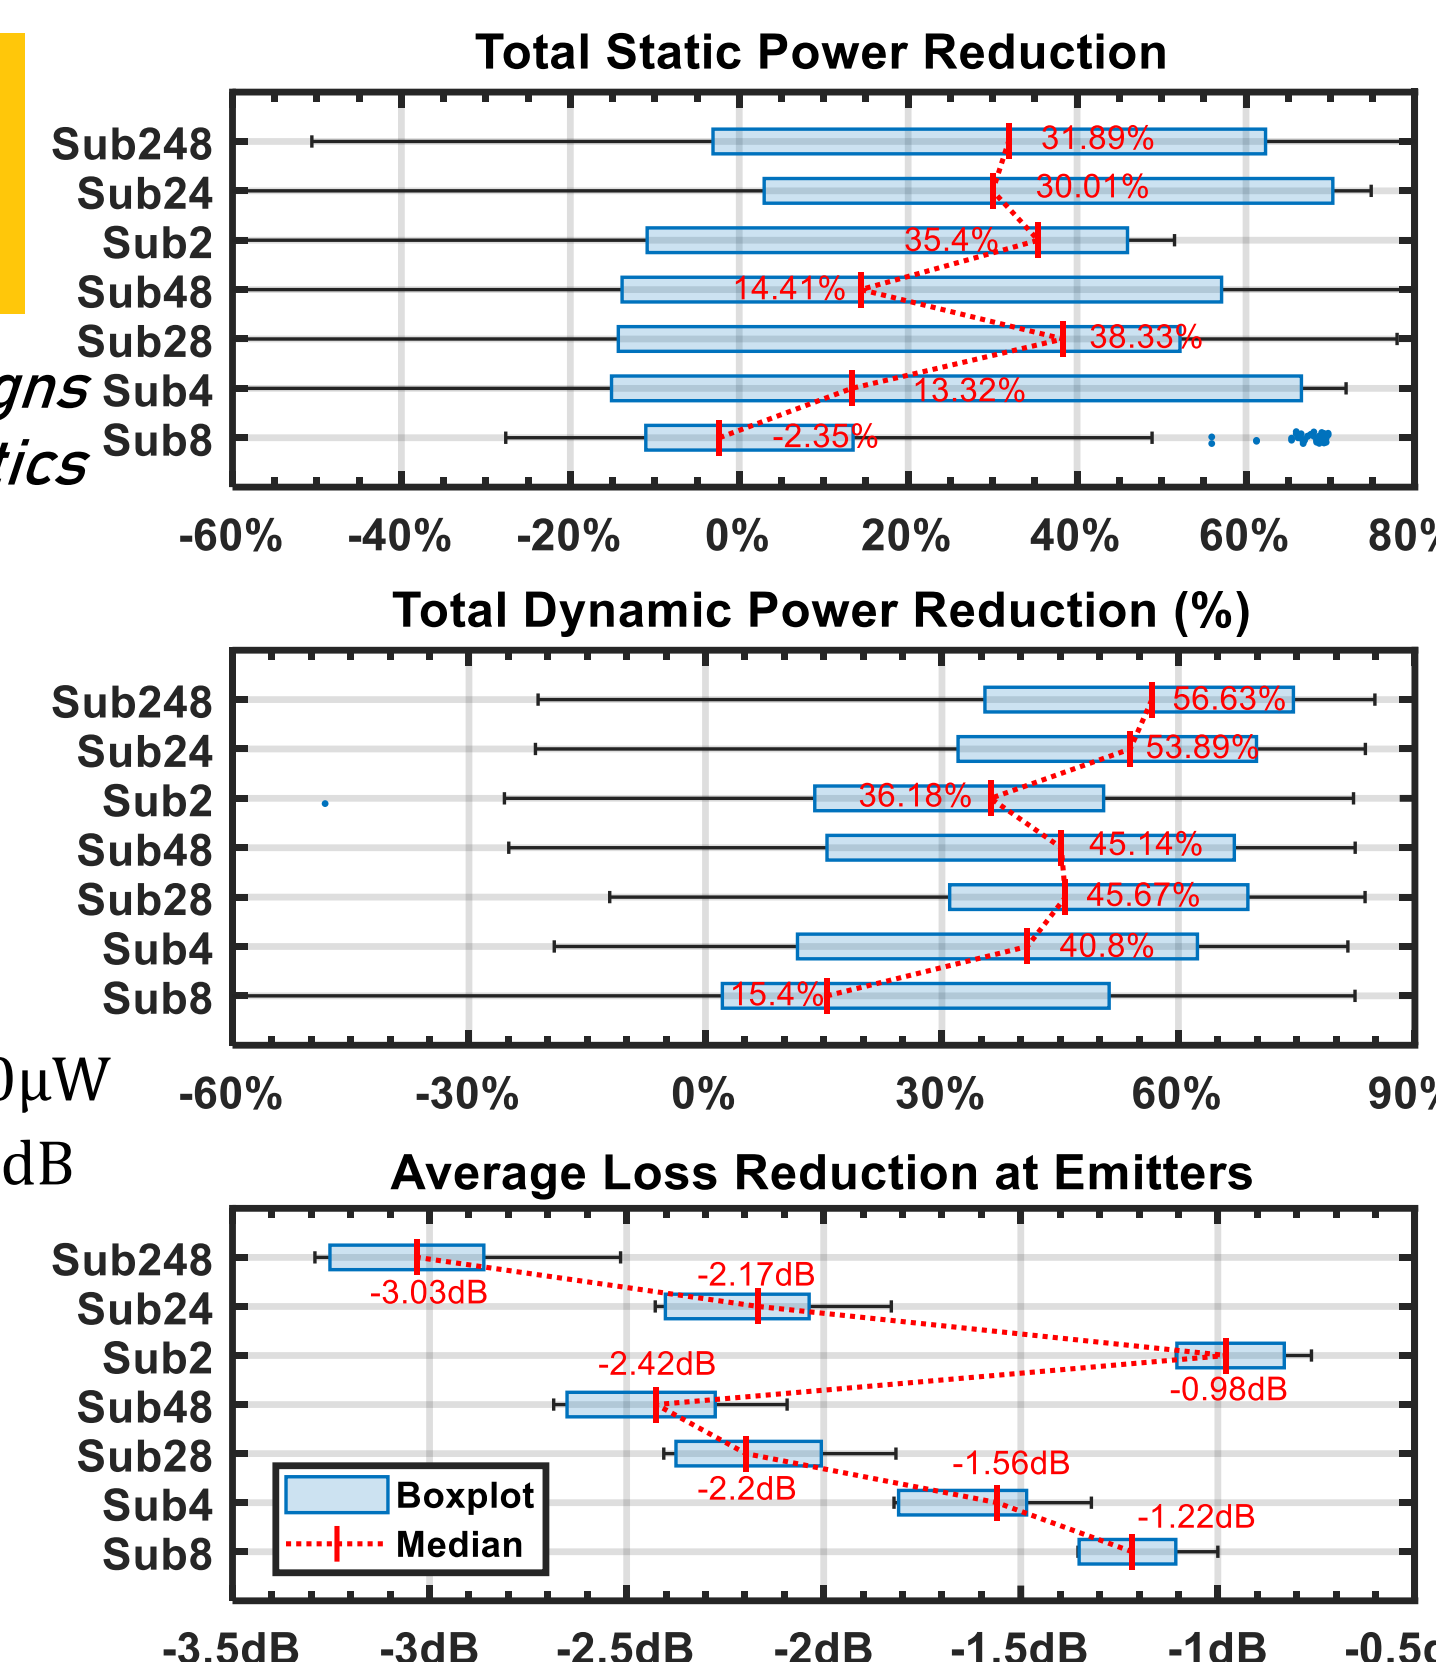 Total Static Power Reduction
Sub248
31.89%
Sub24
30.01%
Sub2
35.4%
Sub48
14.41%
Sub28
38.33%
Sub4
13.32%
Sub8
-2.35%
-60% -40% -20% 0% 20% 40% 60% 80%
Total Dynamic Power Reduction (%)
Sub248
56.63%
Sub24
53.89%
Sub2
36.18%
Sub48
45.14%
Sub28
45.67%
Sub4
40.8%
Sub8
15.4%
-60% -30% 0% 30% 60% 90%
0μW
dB
Average Loss Reduction at Emitters
Sub248
-3.03dB
Sub24
-2.17dB
Sub2
-0.98dB
Sub48
-2.42dB
Sub28
-2.2dB
Sub4
-1.56dB
Sub8
-1.22dB
Boxplot
Median
-3.5dB -3dB -2.5dB -2dB -1.5dB -1dB